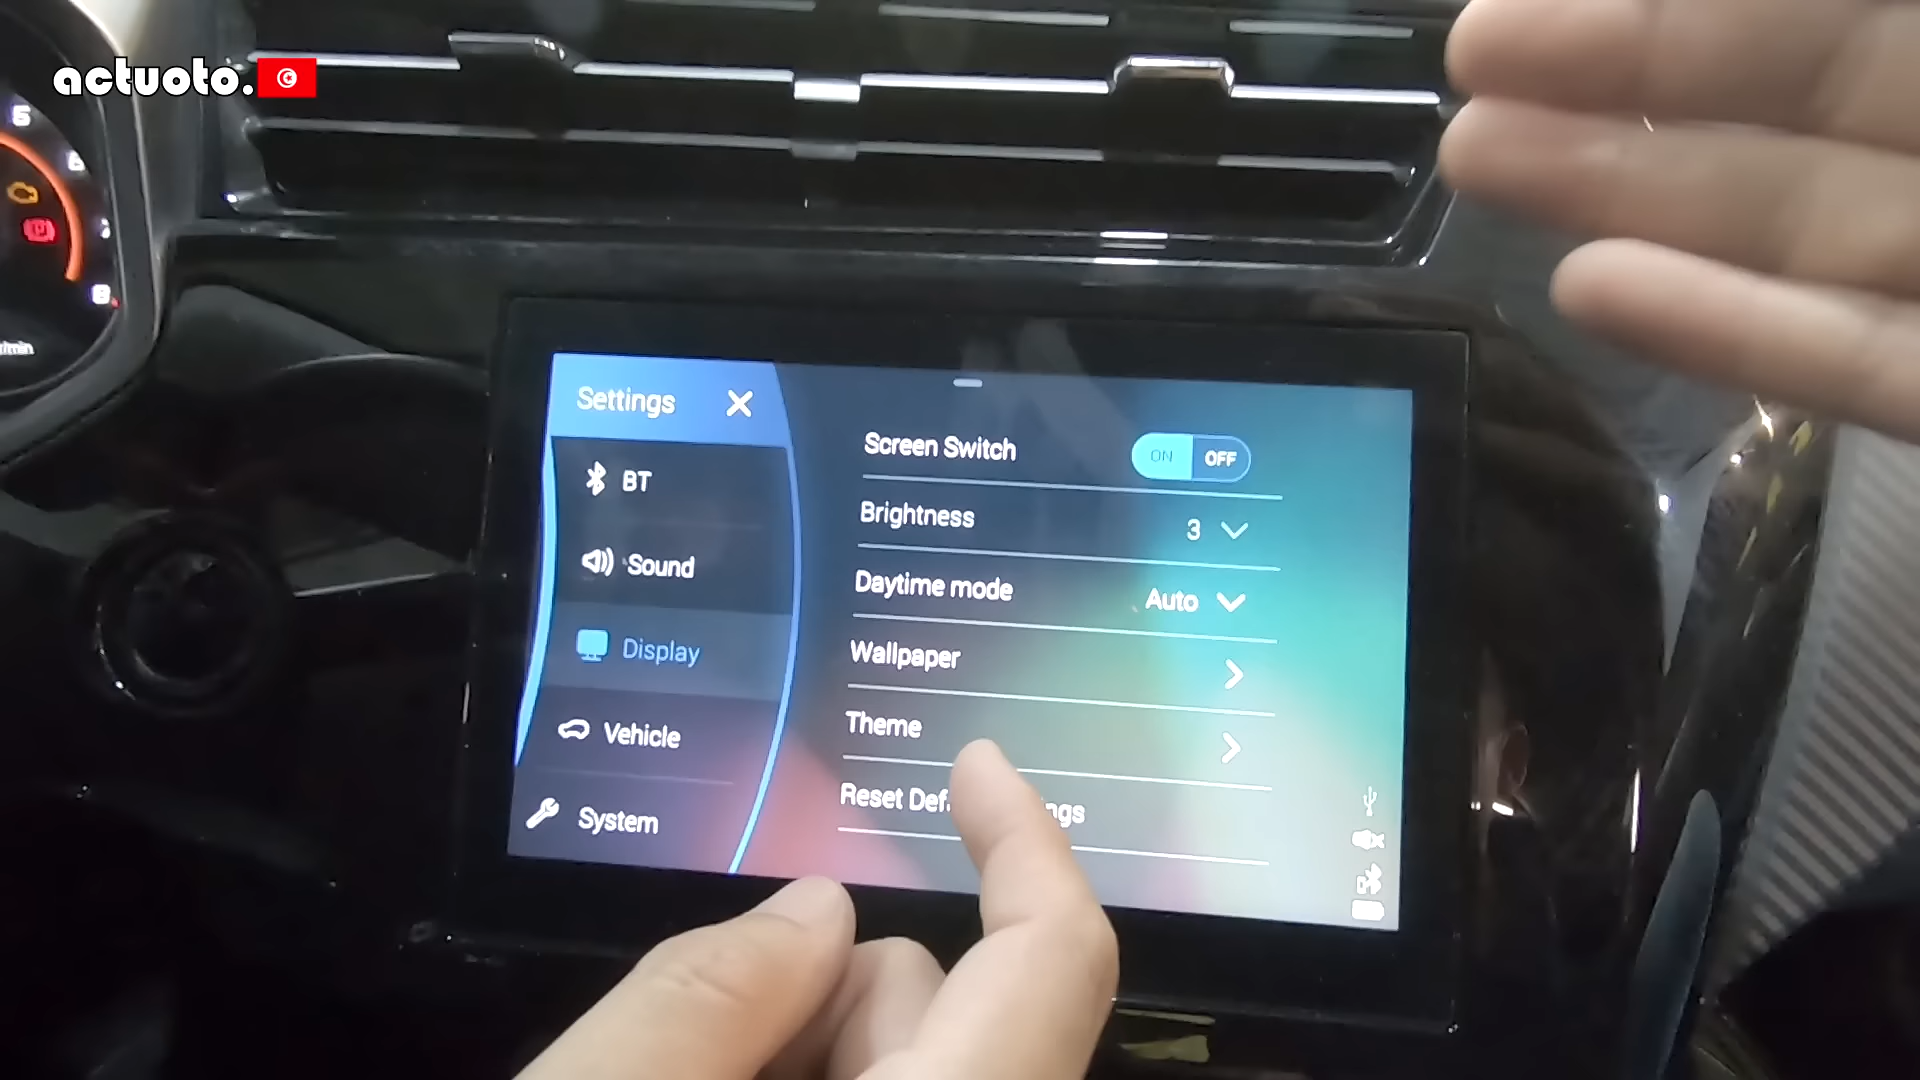 actuoto.
Settings
BT
Sound
Display
Vehicle
System
Screen Switch ON OFF
Brightness 3
Daytime mode Auto
Wallpaper
Theme
Reset